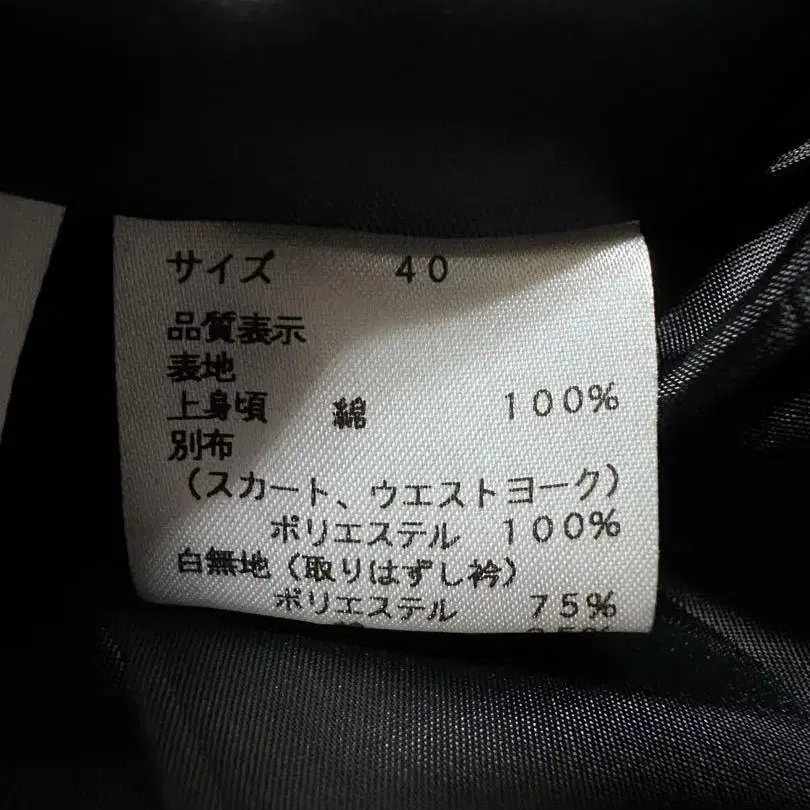 サイズ 40
品質表示
表地
上身頃 綿 100%
別布
(スカート、ウエストヨーク)
ポリエステル 100%
白無地(取りはずし衿)
ポリエステル 75%